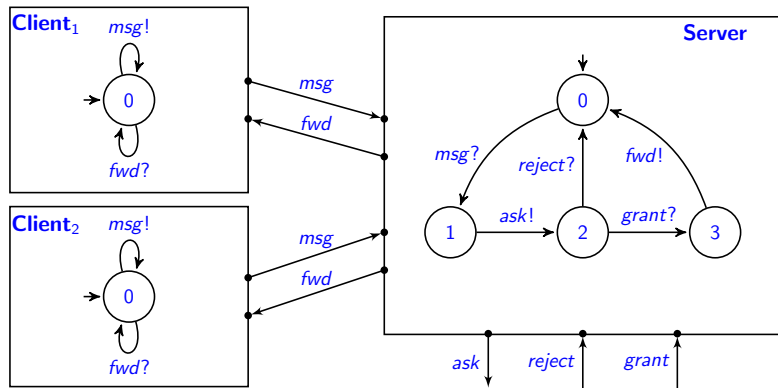 Client₁
msg!
0
fwd?
msg
fwd
Client₂
msg!
0
fwd?
msg
fwd
Server
0
msg?
reject?
fwd!
1
ask!
2
grant?
3
ask
reject
grant